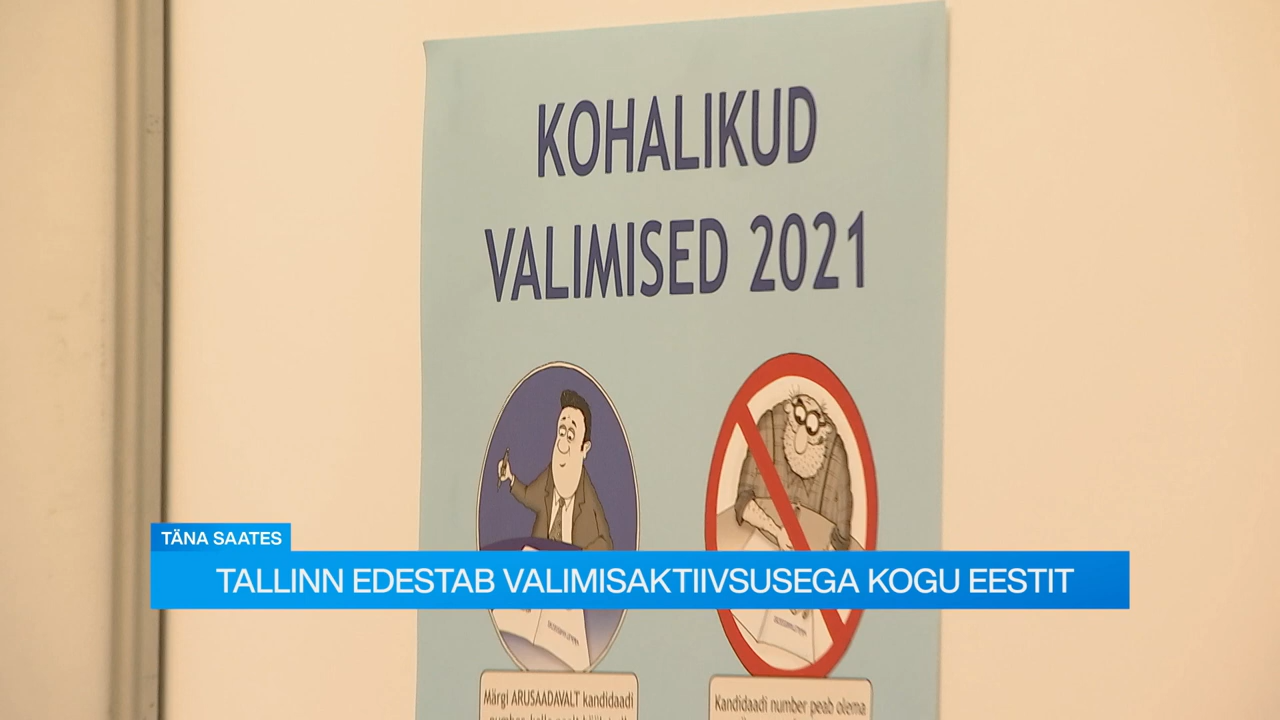 KOHALIKUD
VALIMISED 2021
TÄNA SAATES
TALLINN EDESTAB VALIMISAKTIIVSUSEGA KOGU EESTIT
Märgi ARUSAADAVALT kandidaadi
Kandidaadi number peab olema